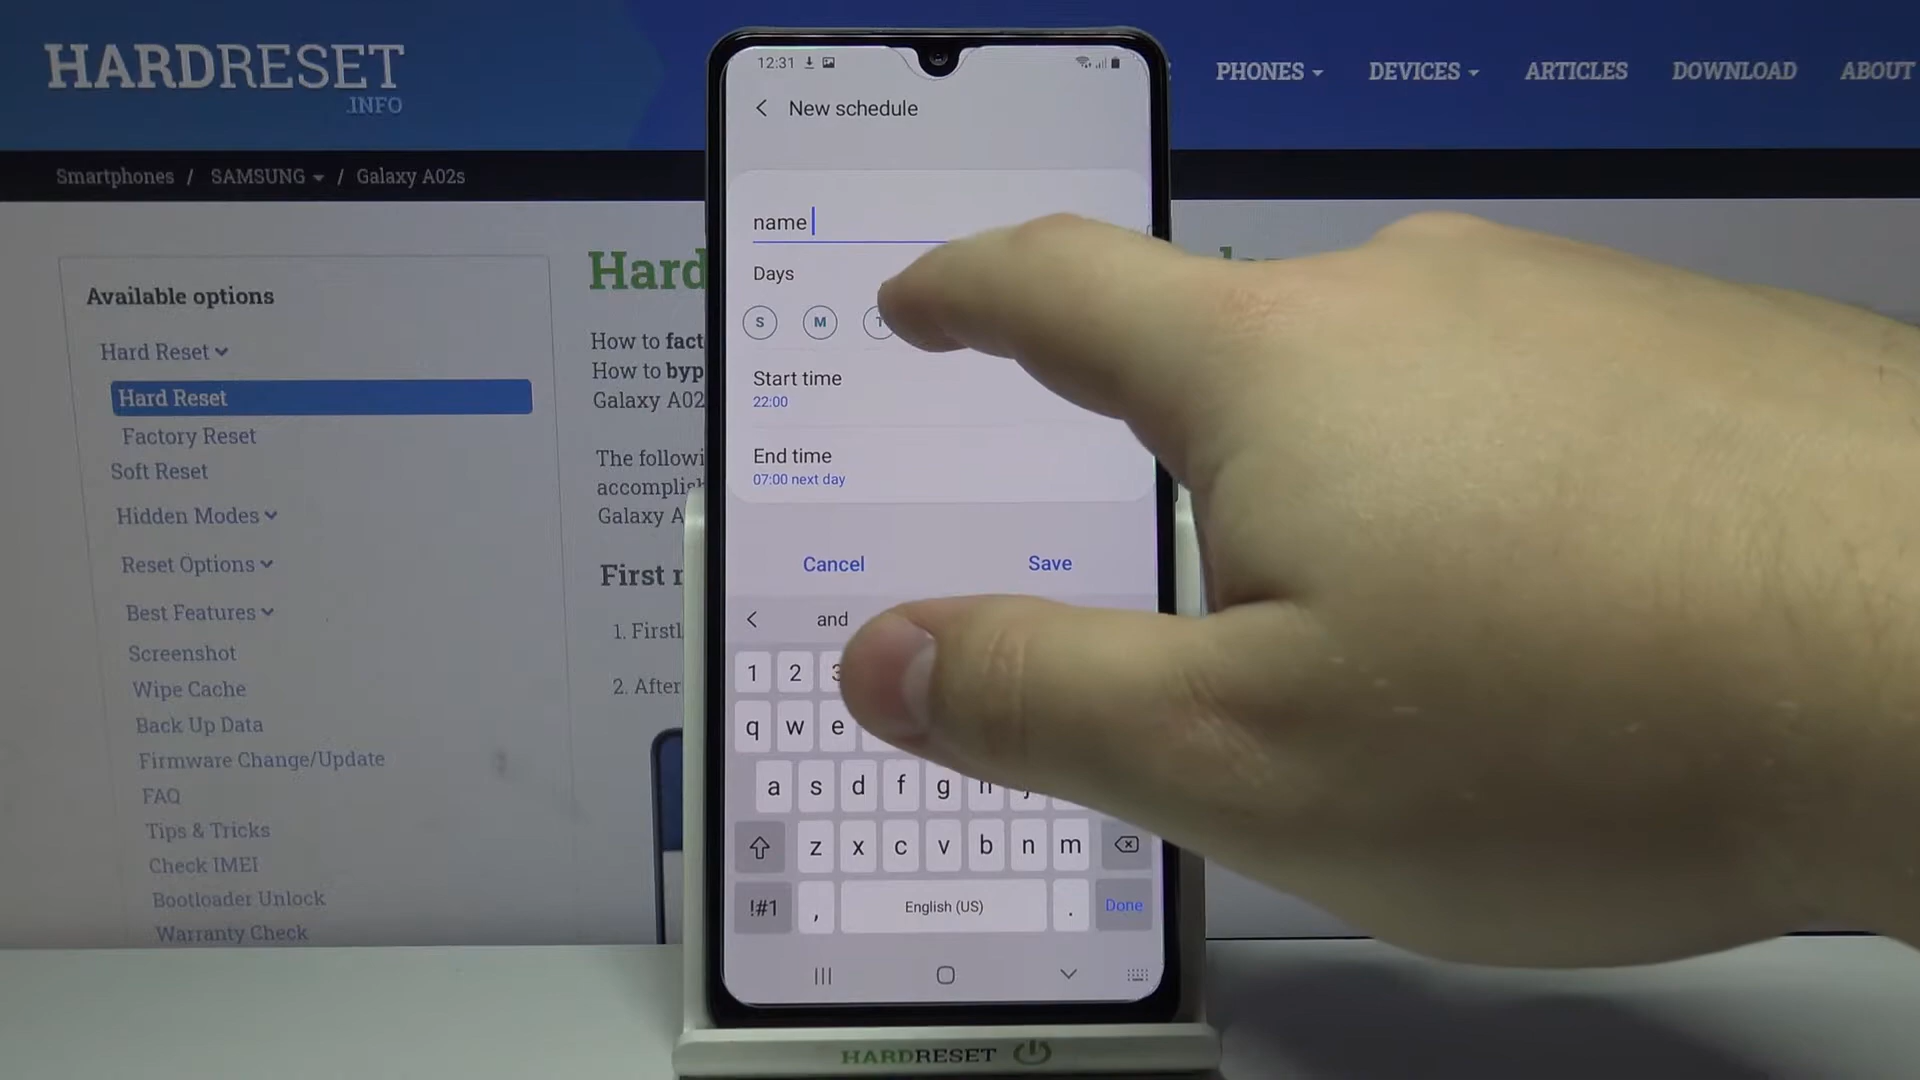 HARDRESET
.INFO
PHONES
DEVICES
ARTICLES
DOWNLOAD
ABOUT
Smartphones / SAMSUNG / Galaxy A02s
Available options
Hard Reset
Hard Reset
Factory Reset
Soft Reset
Hidden Modes
Reset Options
Best Features
Screenshot
Wipe Cache
Back Up Data
Firmware Change/Update
FAQ
Tips & Tricks
Check IMEI
Bootloader Unlock
Warranty Check
Hard
How to fact
How to byp
Galaxy A02
The followi
accomplish
Galaxy A
First r
1. Firstl
2. After
12:31
New schedule
name
Days
S M T
Start time
22:00
End time
07:00 next day
Cancel Save
and
1 2 3
q w e
a s d f g h j
z x c v b n m
!#1 , English (US) . Done
HARDRESET